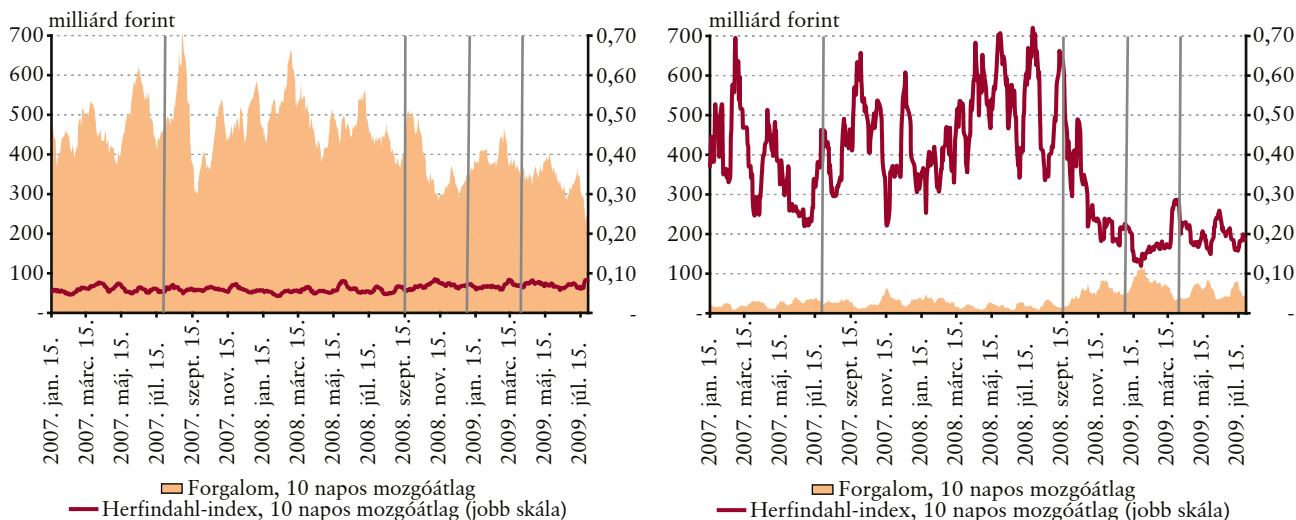 milliárd forint
700
600
500
400
300
200
100
-
0,70
0,60
0,50
0,40
0,30
0,20
0,10
-
2007. jan. 15.
2007. márc. 15.
2007. máj. 15.
2007. júl. 15.
2007. szept. 15.
2007. nov. 15.
2008. jan. 15.
2008. márc. 15.
2008. máj. 15.
2008. júl. 15.
2008. szept. 15.
2008. nov. 15.
2009. jan. 15.
2009. márc. 15.
2009. máj. 15.
2009. júl. 15.
Forgalom, 10 napos mozgóátlag
Herfindahl-index, 10 napos mozgóátlag (jobb skála)
milliárd forint
700
600
500
400
300
200
100
-
0,70
0,60
0,50
0,40
0,30
0,20
0,10
-
2007. jan. 15.
2007. márc. 15.
2007. máj. 15.
2007. júl. 15.
2007. szept. 15.
2007. nov. 15.
2008. jan. 15.
2008. márc. 15.
2008. máj. 15.
2008. júl. 15.
2008. szept. 15.
2008. nov. 15.
2009. jan. 15.
2009. márc. 15.
2009. máj. 15.
2009. júl. 15.
Forgalom, 10 napos mozgóátlag
Herfindahl-index, 10 napos mozgóátlag (jobb skála)